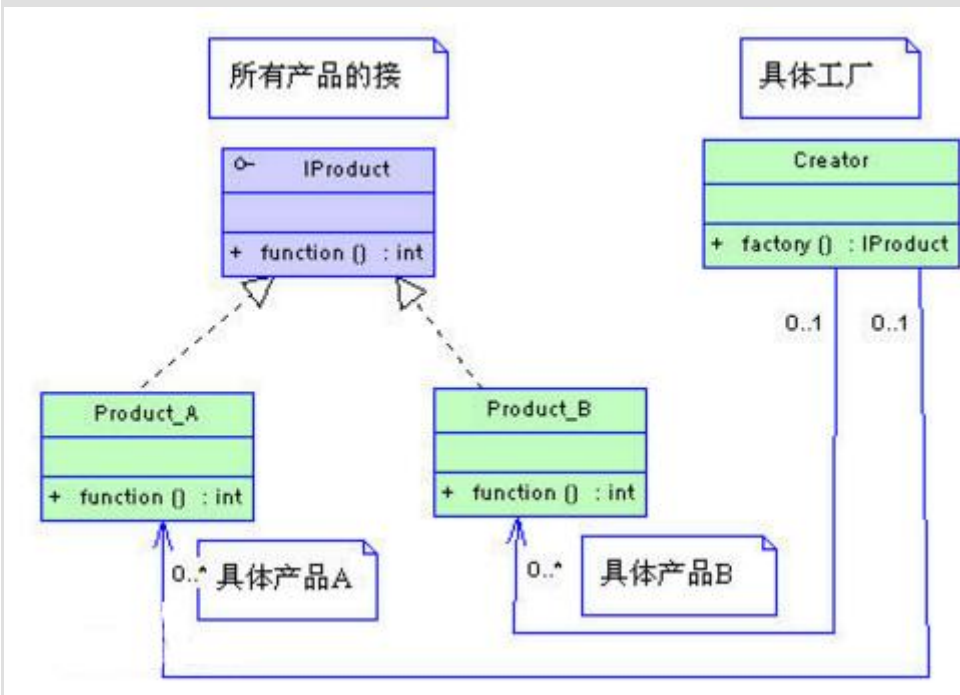 所有产品的接
具体工厂
IProduct
+ function () : int
Creator
+ factory () : IProduct
0..1
0..1
Product_A
+ function () : int
Product_B
+ function () : int
0..*
具体产品A
0..*
具体产品B